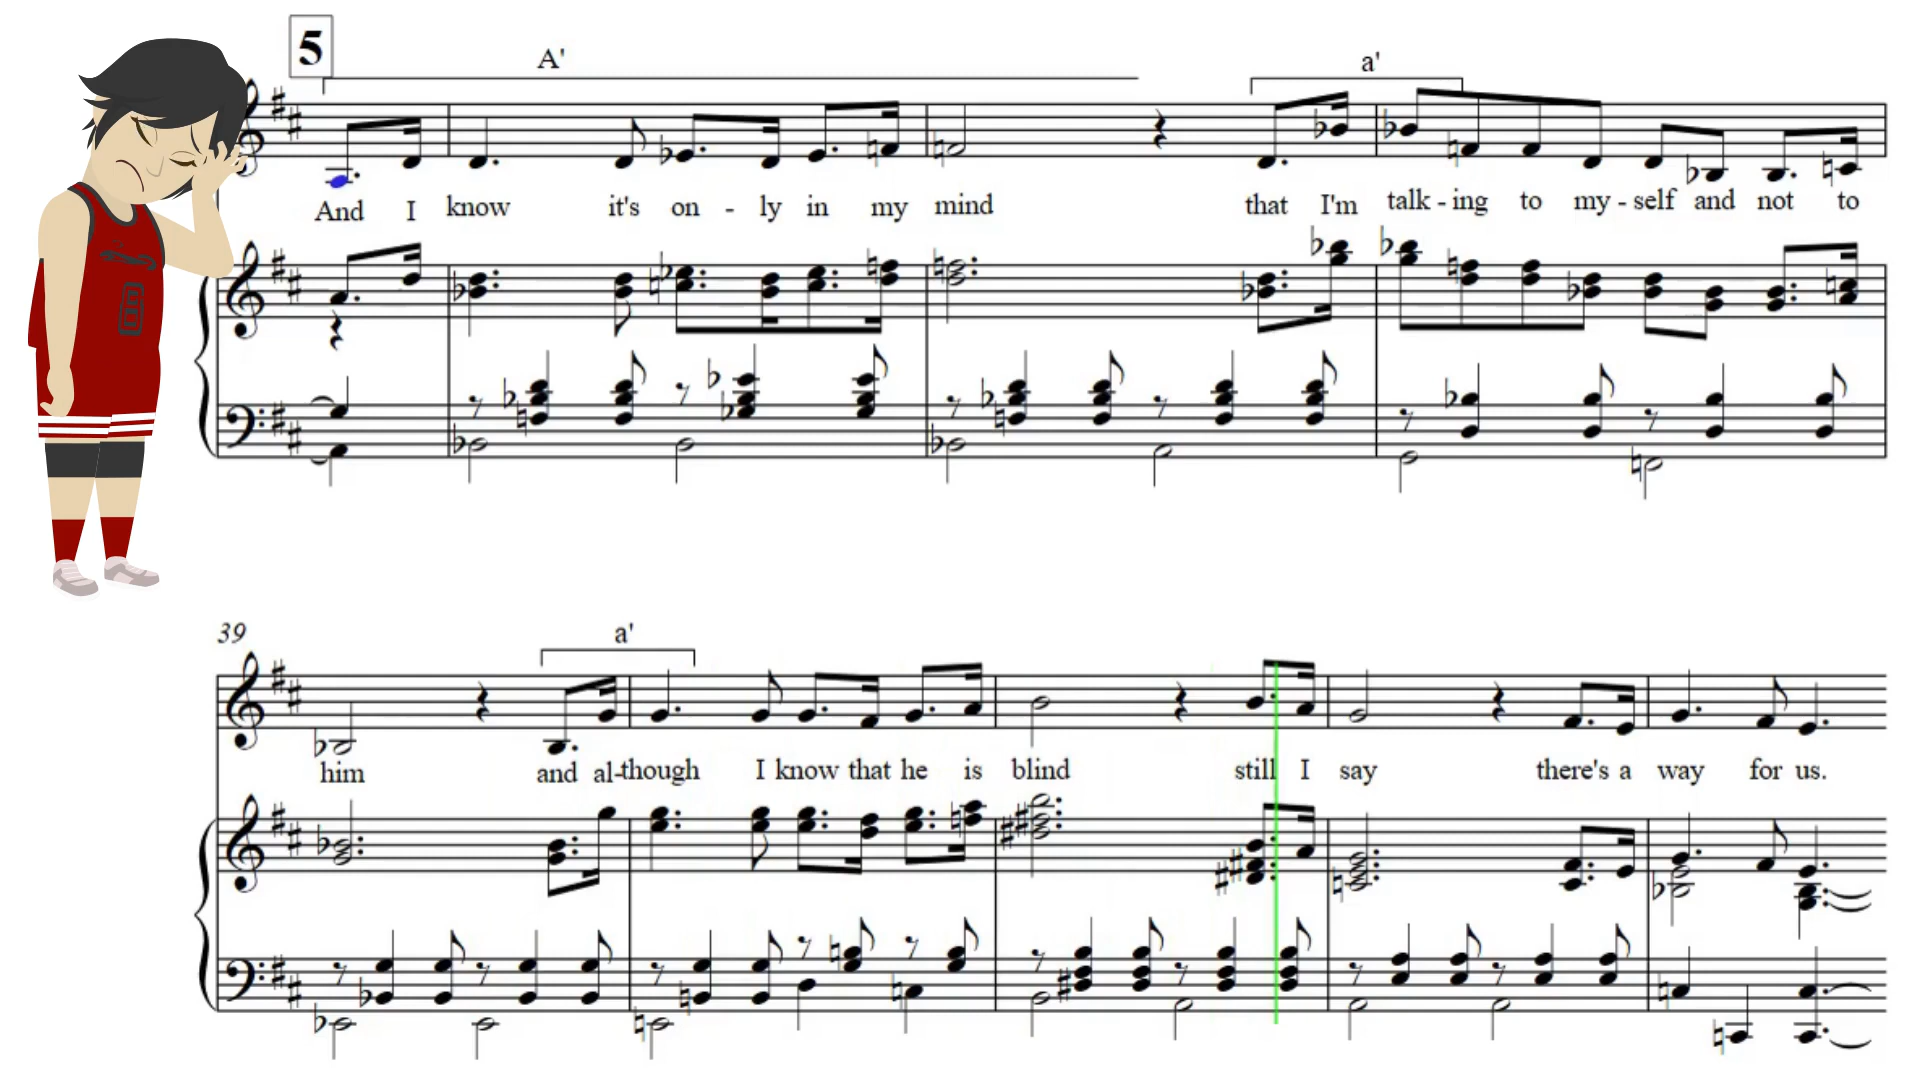 5
A'
a'
And I know it's on - ly in my mind that I'm talk - ing to my - self and not to
39
a'
him and al-though I know that he is blind still I say there's a way for us.